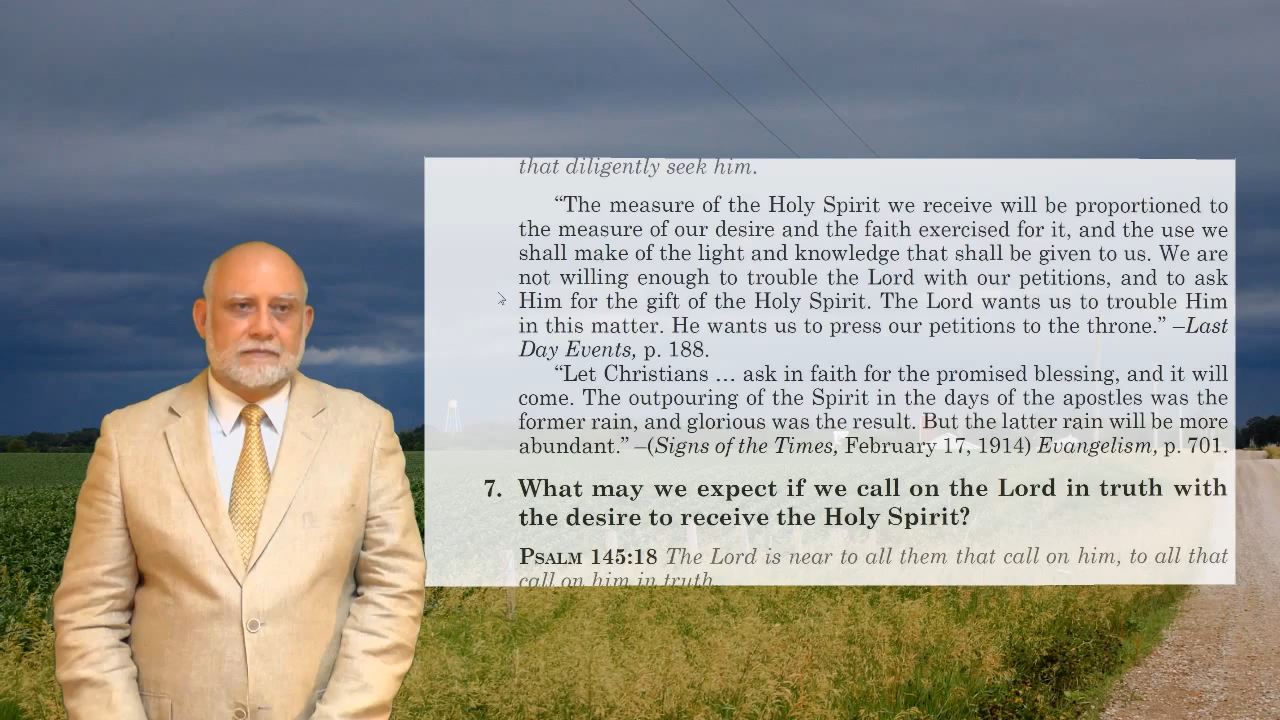 that diligently seek him.
“The measure of the Holy Spirit we receive will be proportioned to
the measure of our desire and the faith exercised for it, and the use we
shall make of the light and knowledge that shall be given to us. We are
not willing enough to trouble the Lord with our petitions, and to ask
Him for the gift of the Holy Spirit. The Lord wants us to trouble Him
in this matter. He wants us to press our petitions to the throne.” –Last
Day Events, p. 188.
“Let Christians … ask in faith for the promised blessing, and it will
come. The outpouring of the Spirit in the days of the apostles was the
former rain, and glorious was the result. But the latter rain will be more
abundant.” –(Signs of the Times, February 17, 1914) Evangelism, p. 701.
7. What may we expect if we call on the Lord in truth with
the desire to receive the Holy Spirit?
PSALM 145:18 The Lord is near to all them that call on him, to all that
call on him in truth.